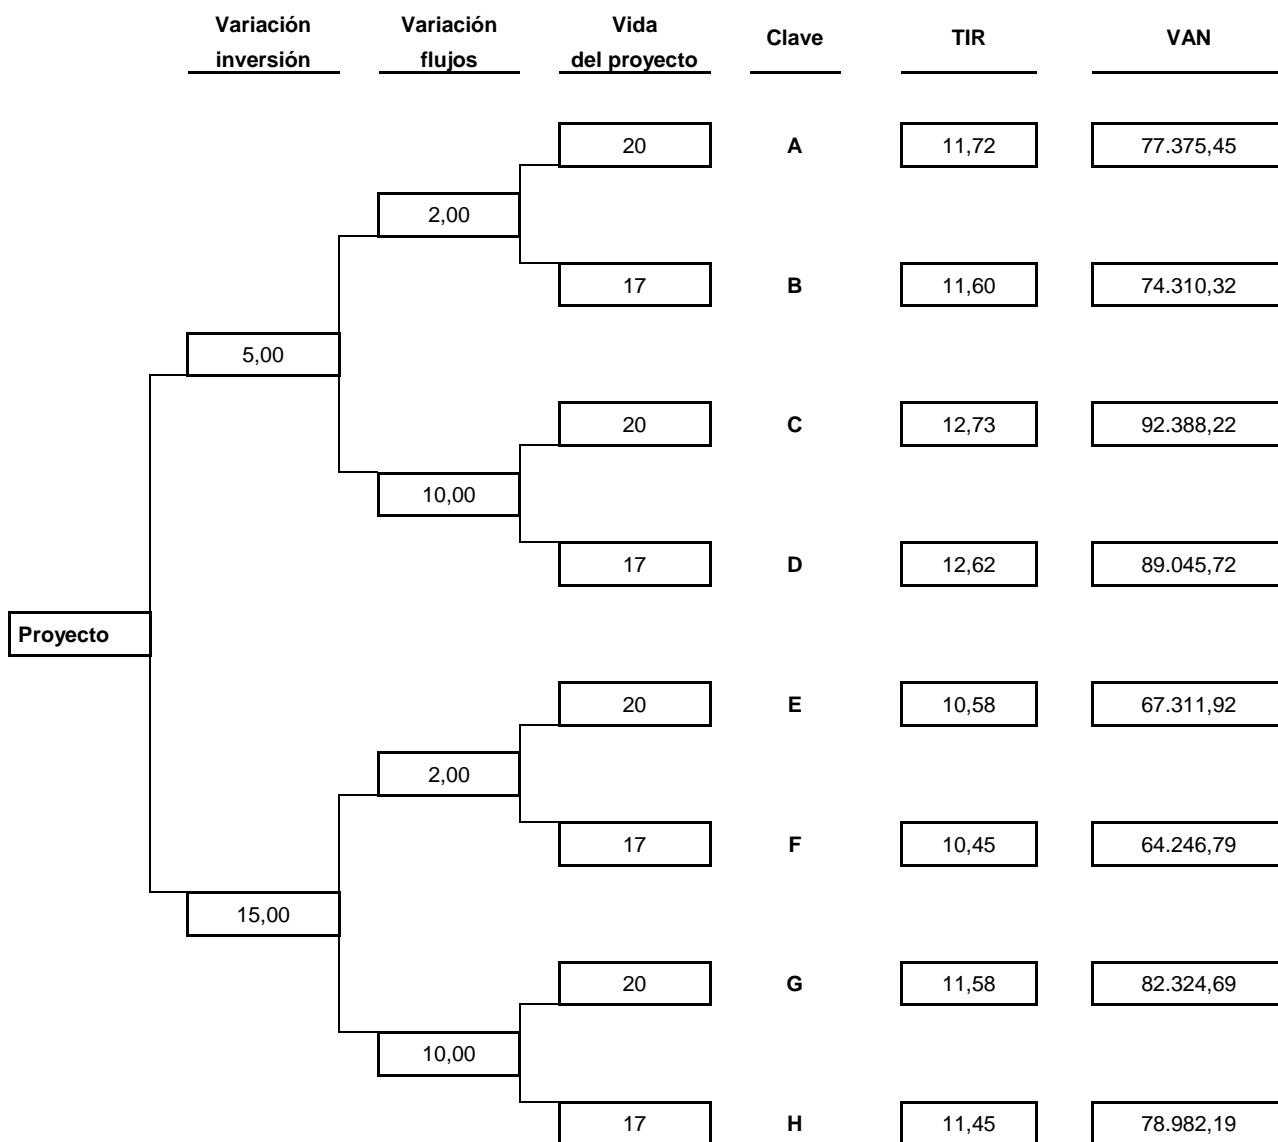 Variación inversión
Variación flujos
Vida del proyecto
Clave
TIR
VAN
20 A 11,72 77.375,45
2,00
17 B 11,60 74.310,32
5,00
20 C 12,73 92.388,22
10,00
17 D 12,62 89.045,72
Proyecto
20 E 10,58 67.311,92
2,00
17 F 10,45 64.246,79
15,00
20 G 11,58 82.324,69
10,00
17 H 11,45 78.982,19